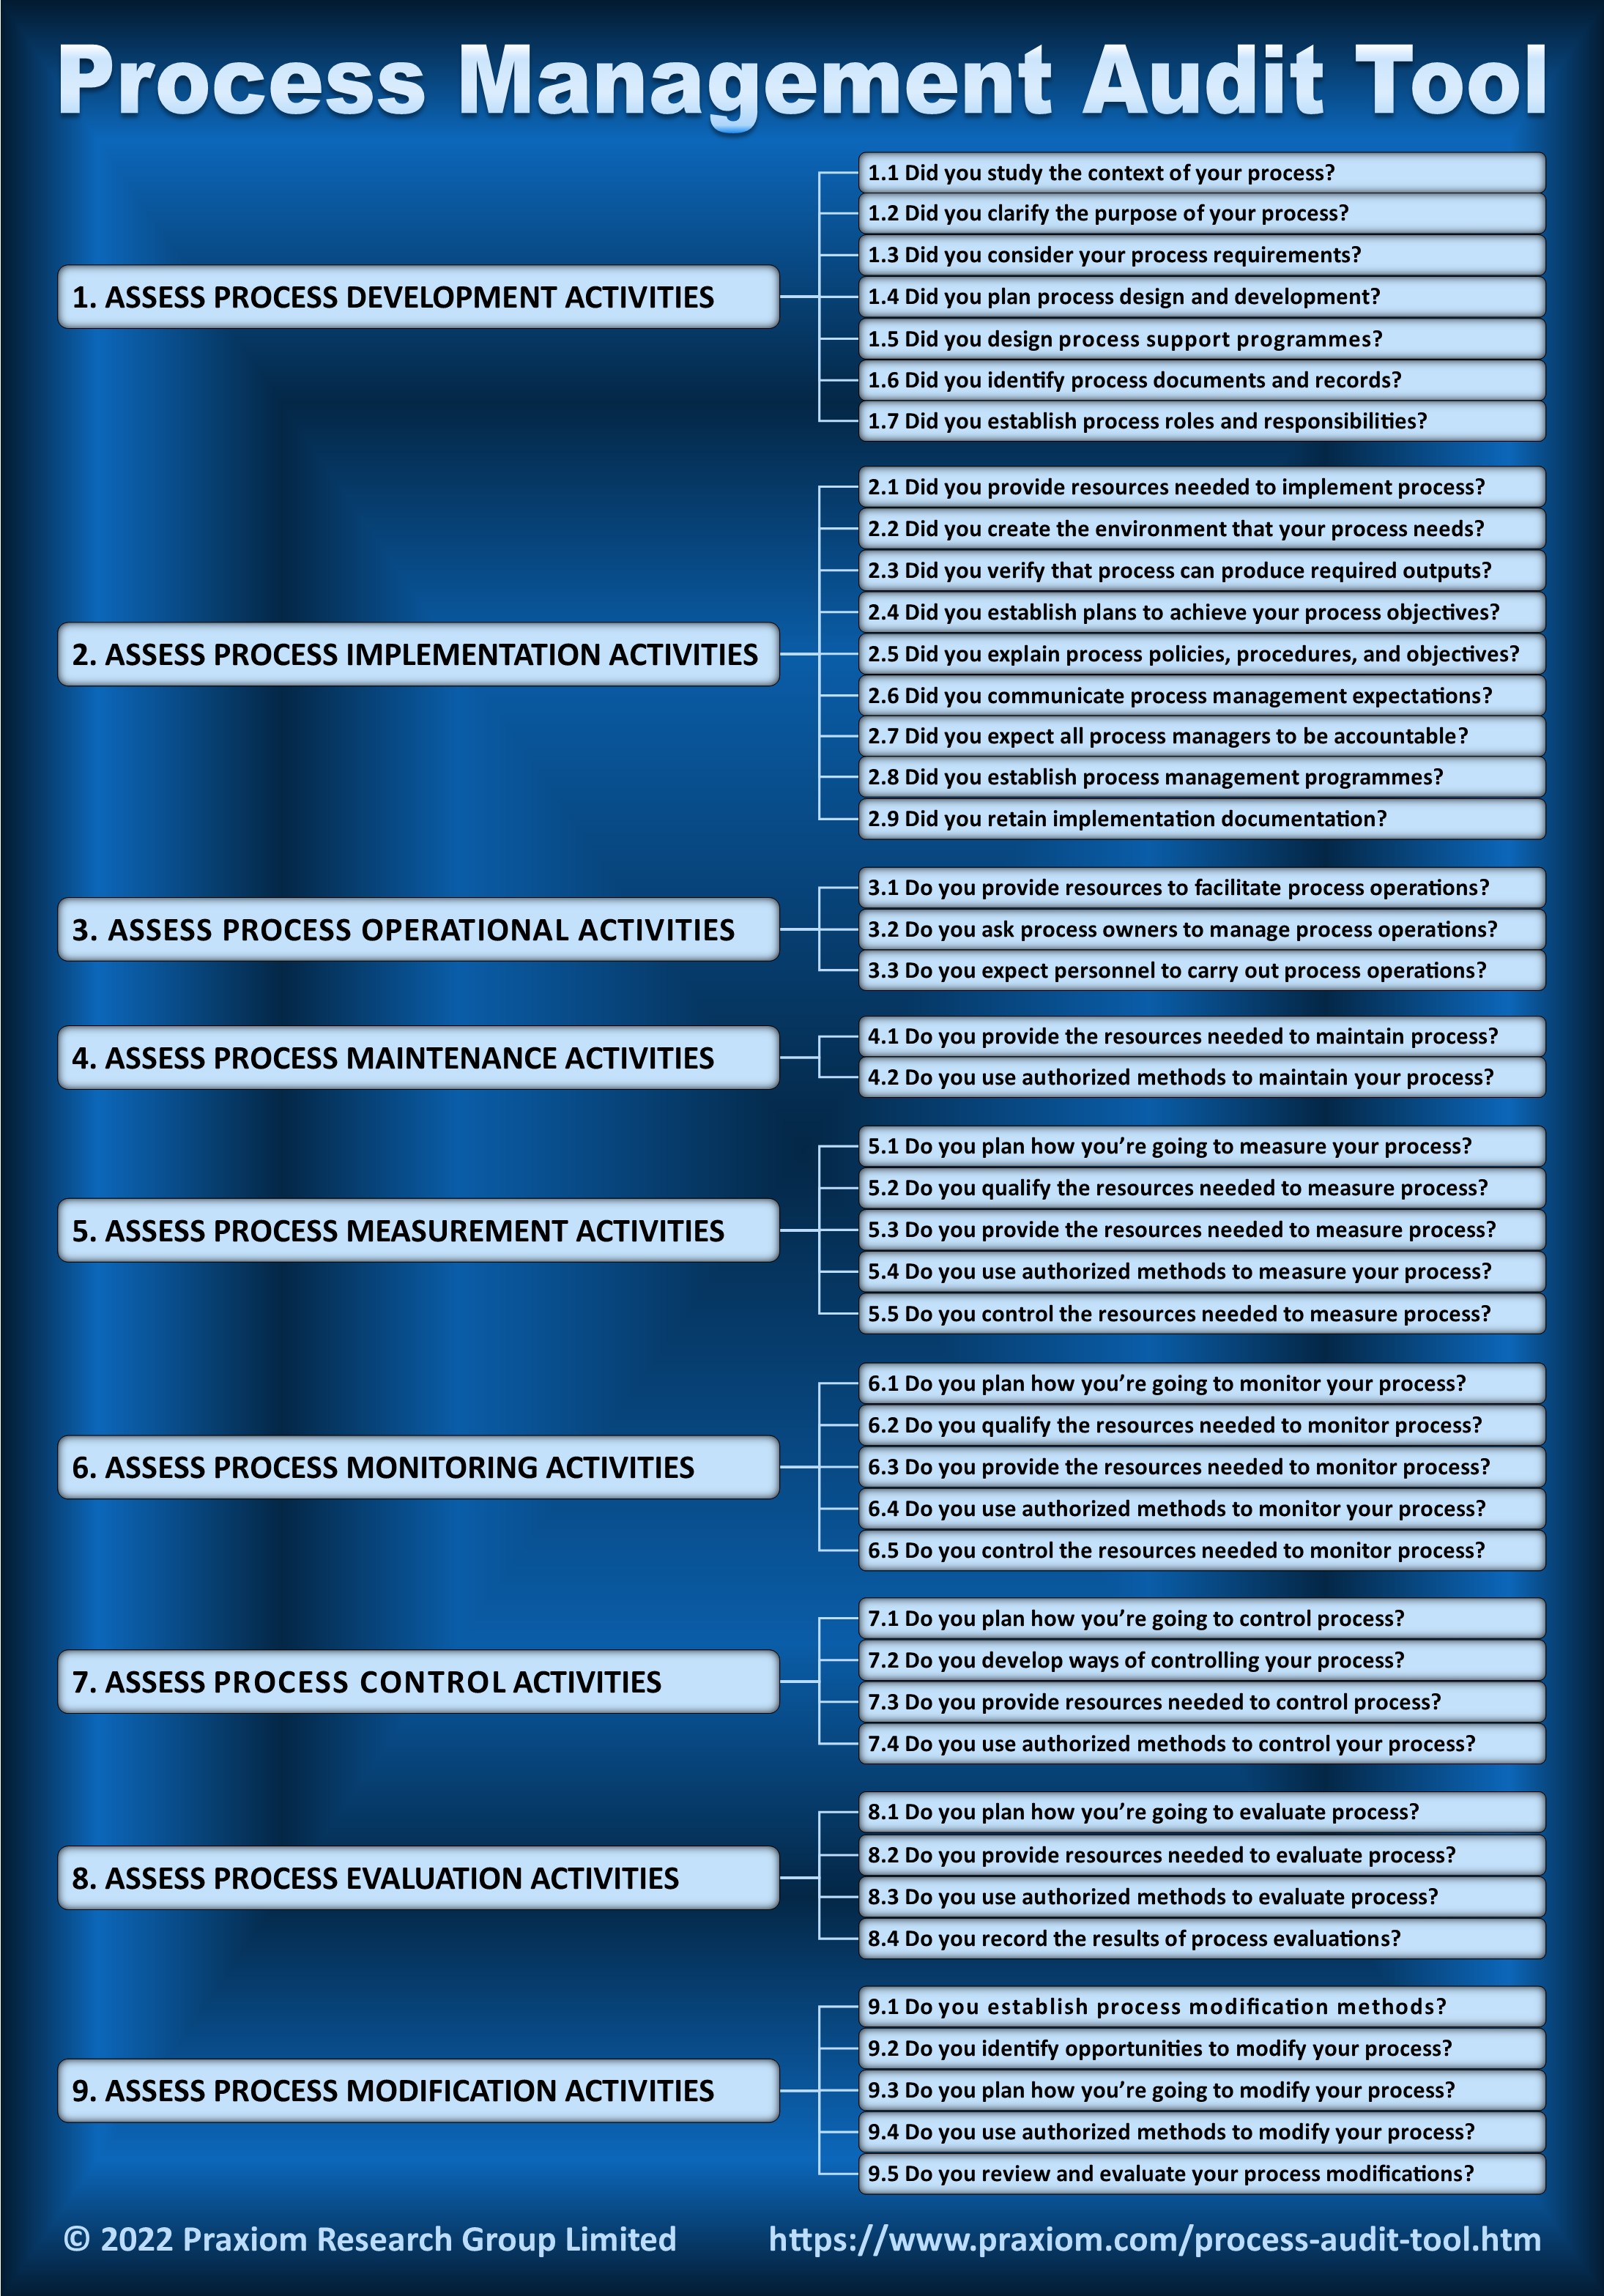 Process Management Audit Tool
1. ASSESS PROCESS DEVELOPMENT ACTIVITIES
1.1 Did you study the context of your process?
1.2 Did you clarify the purpose of your process?
1.3 Did you consider your process requirements?
1.4 Did you plan process design and development?
1.5 Did you design process support programmes?
1.6 Did you identify process documents and records?
1.7 Did you establish process roles and responsibilities?
2. ASSESS PROCESS IMPLEMENTATION ACTIVITIES
2.1 Did you provide resources needed to implement process?
2.2 Did you create the environment that your process needs?
2.3 Did you verify that process can produce required outputs?
2.4 Did you establish plans to achieve your process objectives?
2.5 Did you explain process policies, procedures, and objectives?
2.6 Did you communicate process management expectations?
2.7 Did you expect all process managers to be accountable?
2.8 Did you establish process management programmes?
2.9 Did you retain implementation documentation?
3. ASSESS PROCESS OPERATIONAL ACTIVITIES
3.1 Do you provide resources to facilitate process operations?
3.2 Do you ask process owners to manage process operations?
3.3 Do you expect personnel to carry out process operations?
4. ASSESS PROCESS MAINTENANCE ACTIVITIES
4.1 Do you provide the resources needed to maintain process?
4.2 Do you use authorized methods to maintain your process?
5. ASSESS PROCESS MEASUREMENT ACTIVITIES
5.1 Do you plan how you’re going to measure your process?
5.2 Do you qualify the resources needed to measure process?
5.3 Do you provide the resources needed to measure process?
5.4 Do you use authorized methods to measure your process?
5.5 Do you control the resources needed to measure process?
6. ASSESS PROCESS MONITORING ACTIVITIES
6.1 Do you plan how you’re going to monitor your process?
6.2 Do you qualify the resources needed to monitor process?
6.3 Do you provide the resources needed to monitor process?
6.4 Do you use authorized methods to monitor your process?
6.5 Do you control the resources needed to monitor process?
7. ASSESS PROCESS CONTROL ACTIVITIES
7.1 Do you plan how you’re going to control process?
7.2 Do you develop ways of controlling your process?
7.3 Do you provide resources needed to control process?
7.4 Do you use authorized methods to control your process?
8. ASSESS PROCESS EVALUATION ACTIVITIES
8.1 Do you plan how you’re going to evaluate process?
8.2 Do you provide resources needed to evaluate process?
8.3 Do you use authorized methods to evaluate process?
8.4 Do you record the results of process evaluations?
9. ASSESS PROCESS MODIFICATION ACTIVITIES
9.1 Do you establish process modification methods?
9.2 Do you identify opportunities to modify your process?
9.3 Do you plan how you’re going to modify your process?
9.4 Do you use authorized methods to modify your process?
9.5 Do you review and evaluate your process modifications?
© 2022 Praxiom Research Group Limited
https://www.praxiom.com/process-audit-tool.htm